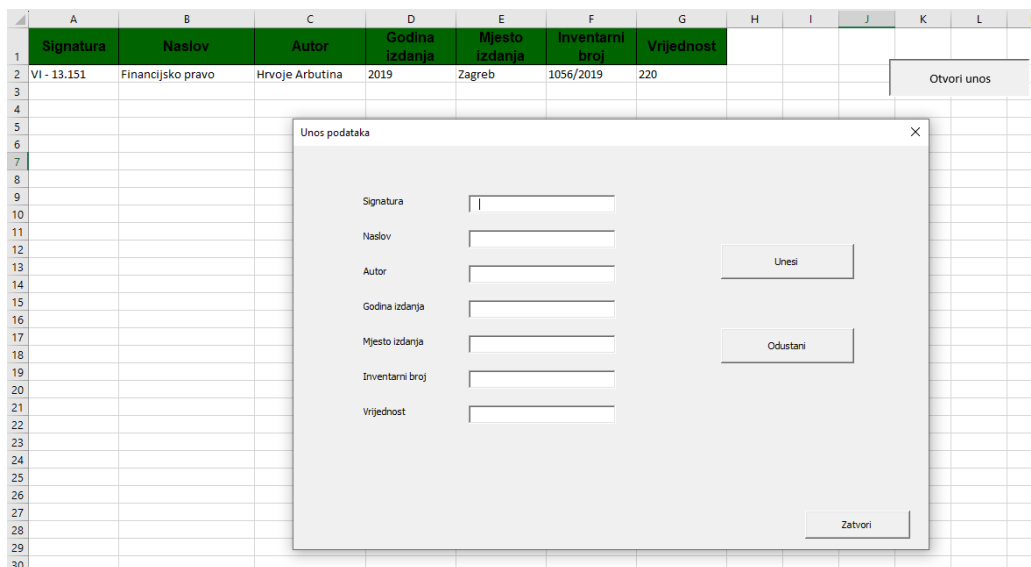 A B C D E F G H I J K L
1 Signatura Naslov Autor Godina izdanja Mjesto izdanja Inventarni broj Vrijednost
2 VI - 13.151 Financijsko pravo Hrvoje Arbutina 2019 Zagreb 1056/2019 220
Otvori unos
3
4
5
6
7
8
9
10
11
12
13
14
15
16
17
18
19
20
21
22
23
24
25
26
27
28
29
30
Unos podataka
Signatura
Naslov
Autor
Godina izdanja
Mjesto izdanja
Inventarni broj
Vrijednost
Unesi
Odustani
Zatvori